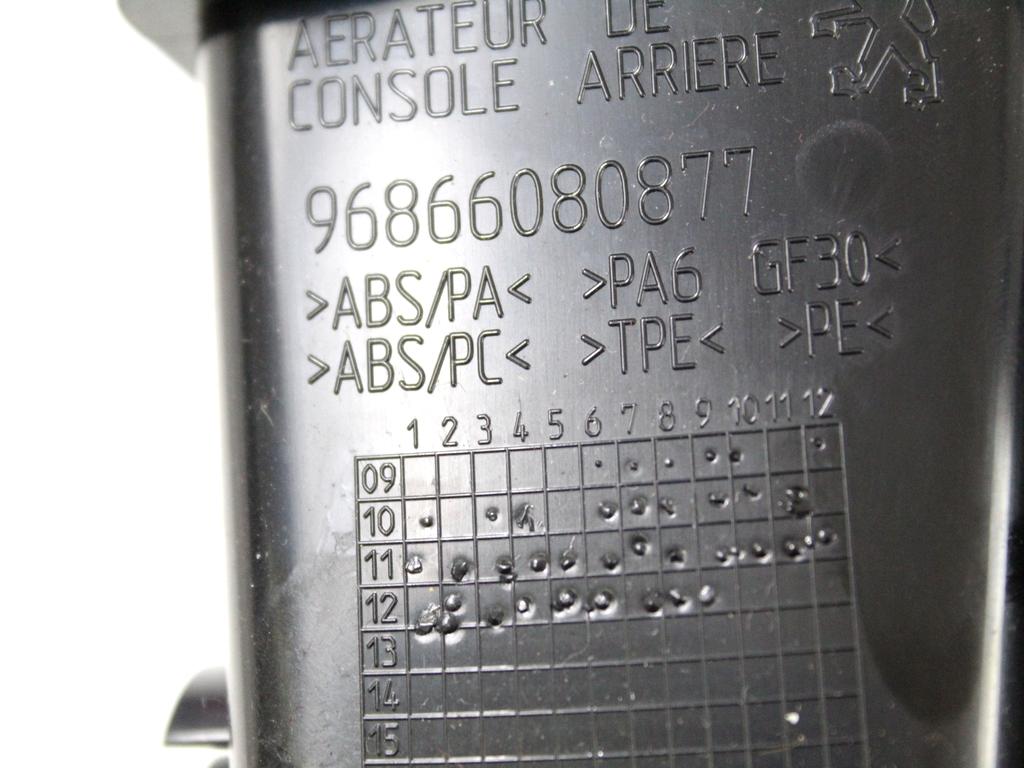 AERATEUR DE
CONSOLE ARRIERE
96866080877
>ABS/PA< >PA6 GF30<
>ABS/PC< >TPE< >PE<
1 2 3 4 5 6 7 8 9 10 11 12
09
10
11
12
13
14
15